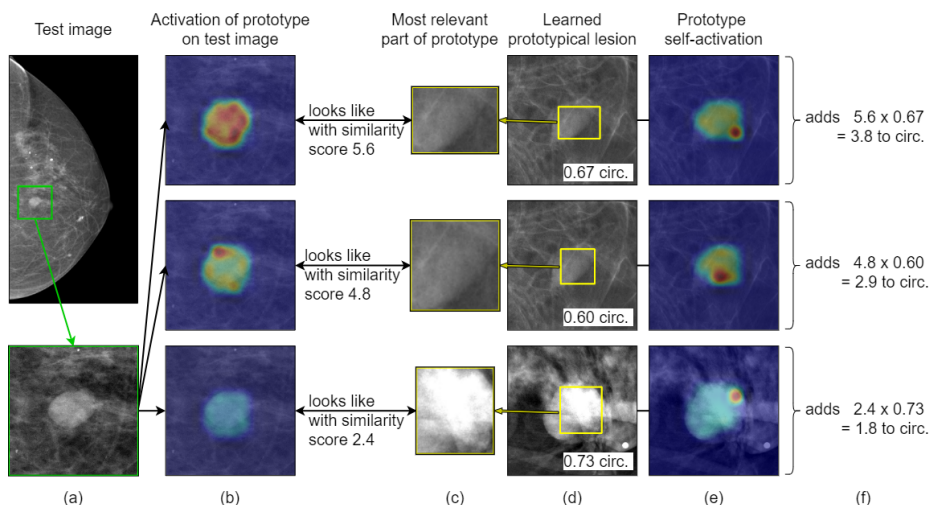 Test image
Activation of prototype
on test image
Most relevant
part of prototype
Learned
prototypical lesion
Prototype
self-activation
looks like
with similarity
score 5.6
0.67 circ.
adds 5.6 x 0.67
= 3.8 to circ.
looks like
with similarity
score 4.8
0.60 circ.
adds 4.8 x 0.60
= 2.9 to circ.
looks like
with similarity
score 2.4
0.73 circ.
adds 2.4 x 0.73
= 1.8 to circ.
(a)
(b)
(c)
(d)
(e)
(f)